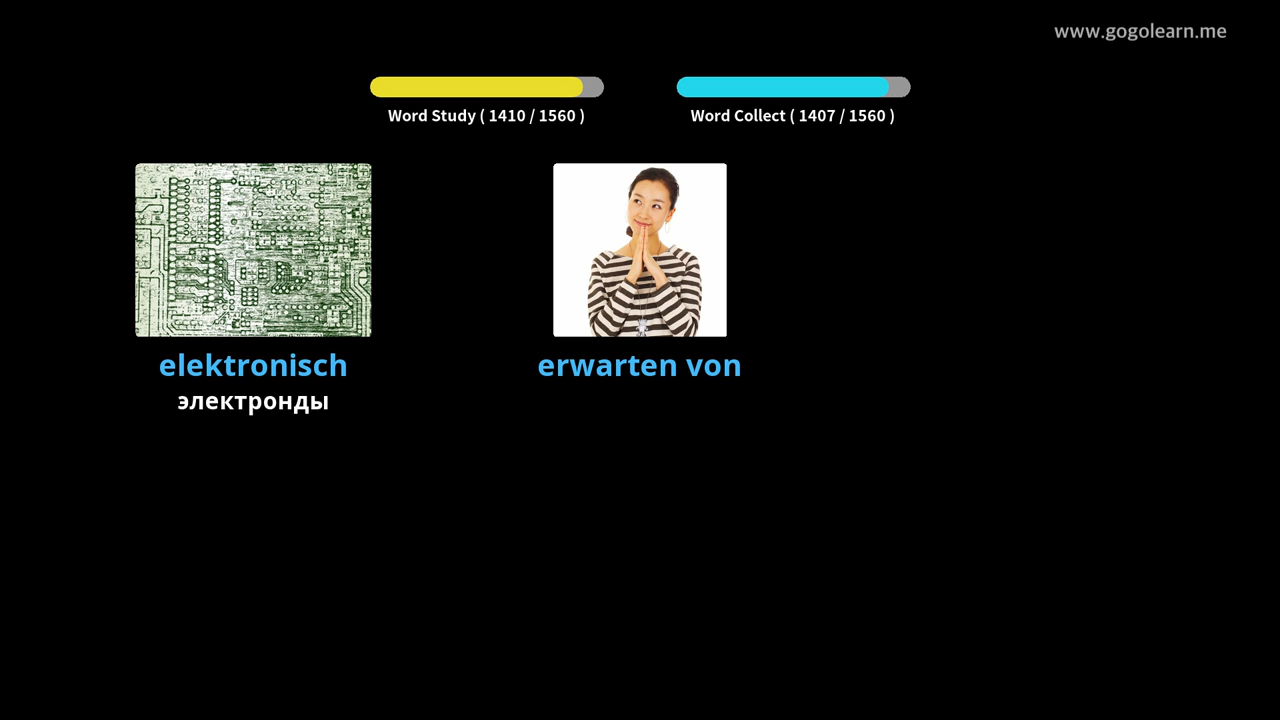 www.gogolearn.me
Word Study ( 1410 / 1560 )
Word Collect ( 1407 / 1560 )
elektronisch
электронды
erwarten von